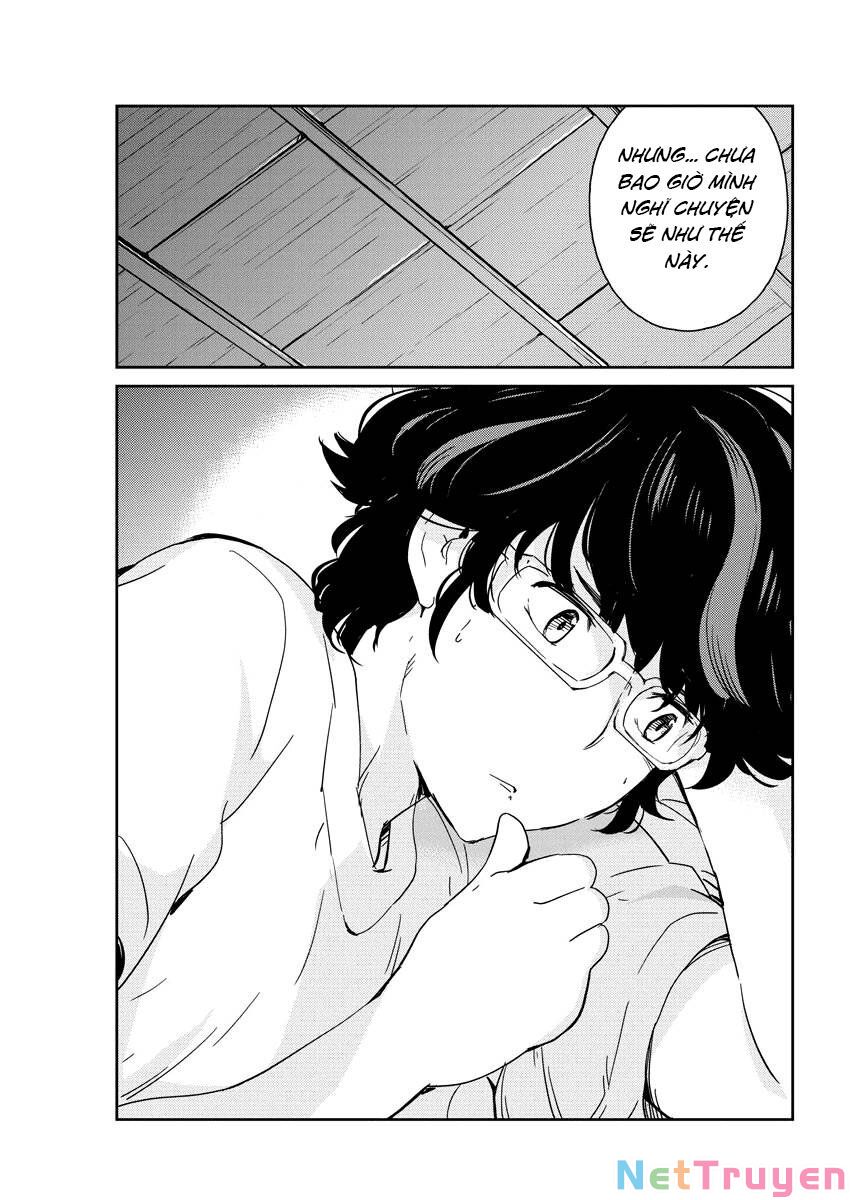 NHƯNG... CHƯA
BAO GIỜ MÌNH
NGHĨ CHUYỆN
SẼ NHƯ THẾ
NÀY.
NetTruyen